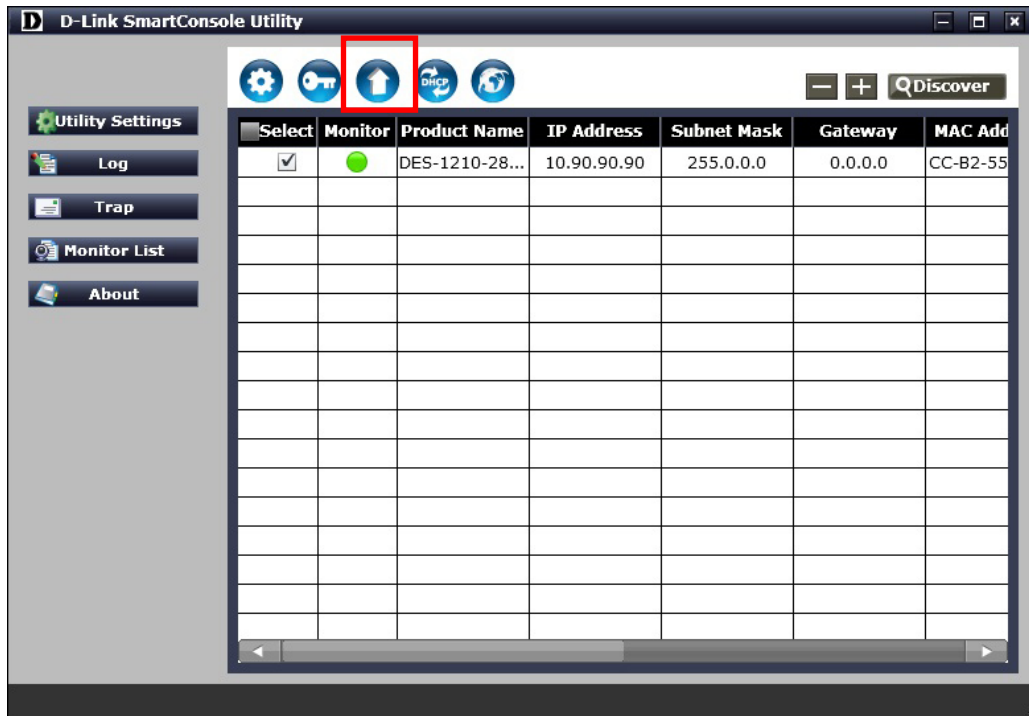 D D-Link SmartConsole Utility
DHCP
Discover
Utility Settings
Log
Trap
Monitor List
About
Select Monitor Product Name IP Address Subnet Mask Gateway MAC Add
DES-1210-28... 10.90.90.90 255.0.0.0 0.0.0.0 CC-B2-55